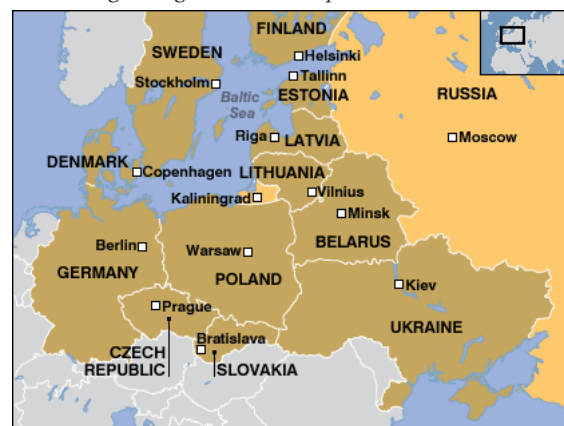 FINLAND
SWEDEN
Helsinki
Stockholm
Tallinn
ESTONIA
RUSSIA
Baltic
Sea
Riga
LATVIA
Moscow
DENMARK
Copenhagen
LITHUANIA
Vilnius
Kaliningrad
Minsk
BELARUS
Berlin
Warsaw
GERMANY
POLAND
Kiev
Prague
UKRAINE
Bratislava
CZECH
REPUBLIC
SLOVAKIA